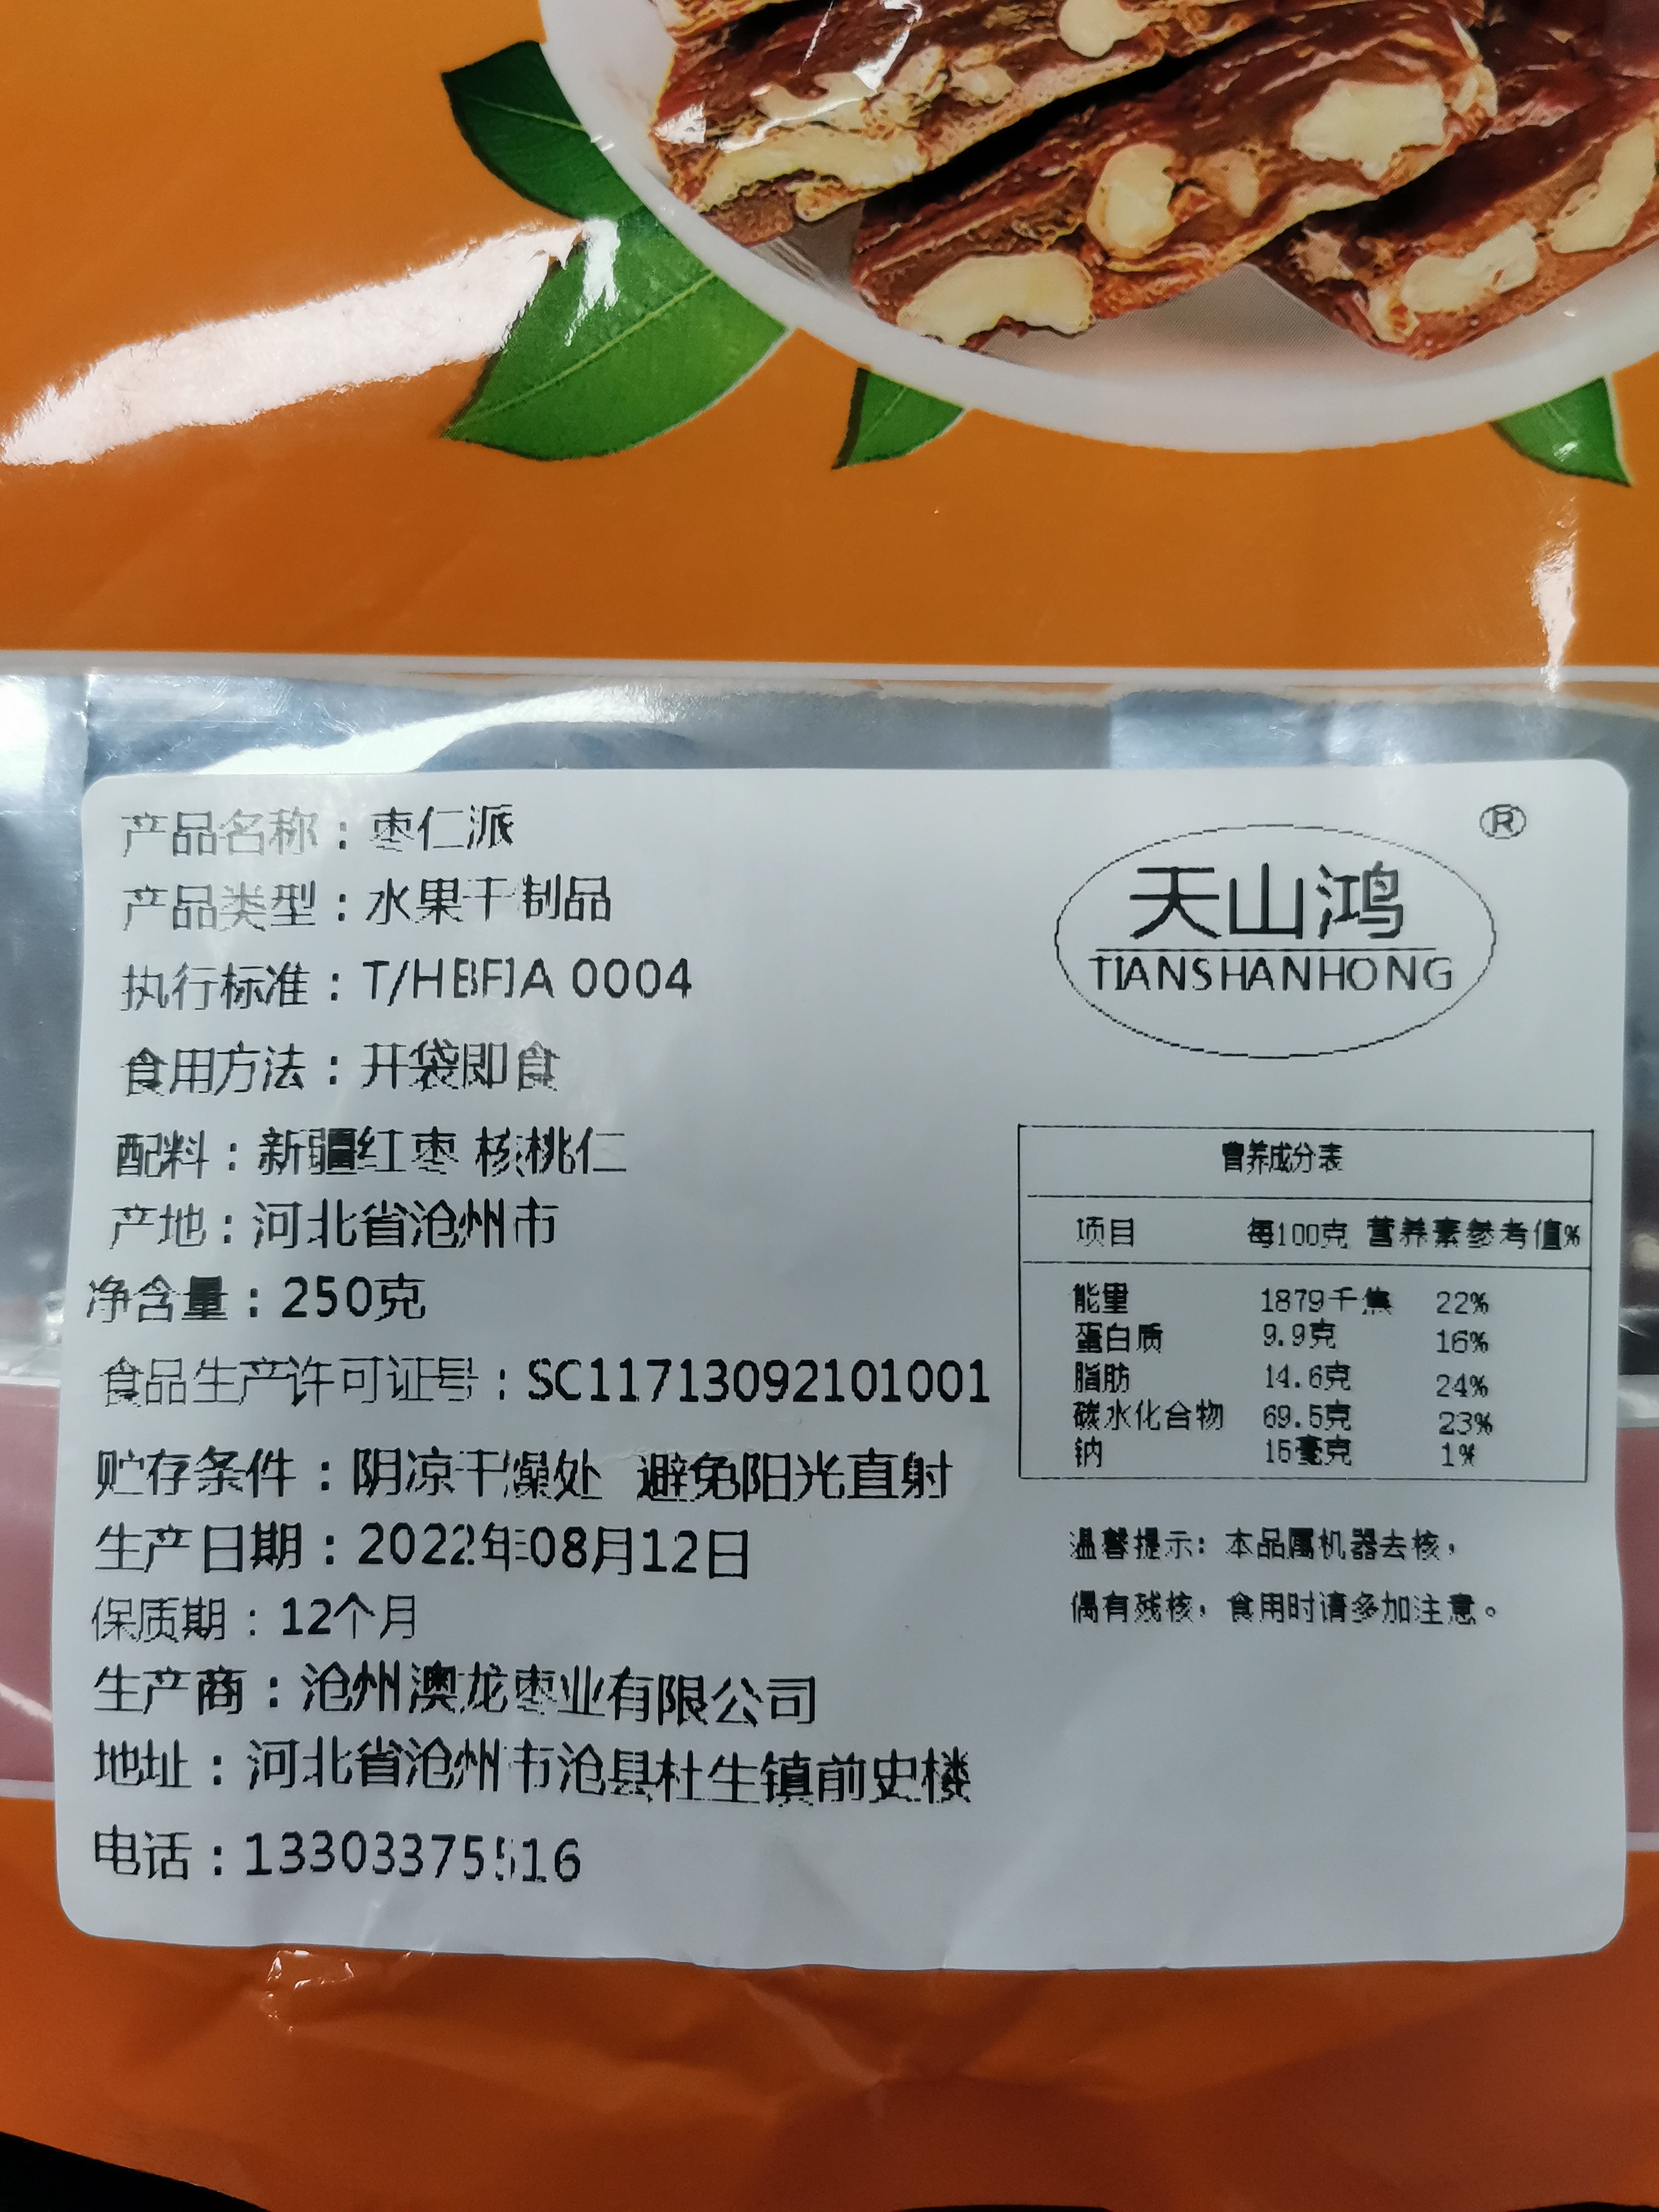 产品名称：枣仁派
产品类型：水果干制品
执行标准：T/HBFIA 0004
食用方法：开袋即食
配料：新疆红枣 核桃仁
产地：河北省沧州市
净含量：250克
食品生产许可证号：SC11713092101001
贮存条件：阴凉干燥处 避免阳光直射
生产日期：2022年08月12日
保质期：12个月
生产商：沧州澳龙枣业有限公司
地址：河北省沧州市沧县杜生镇前史楼
电话：13303375516
®
天山鸿
TIANSHANHONG
营养成分表
项目 每100克 营养素参考值%
能量 1879千焦 22%
蛋白质 9.9克 16%
脂肪 14.6克 24%
碳水化合物 69.5克 23%
钠 15毫克 1%
温馨提示：本品属机器去核，
偶有残核，食用时请多加注意。